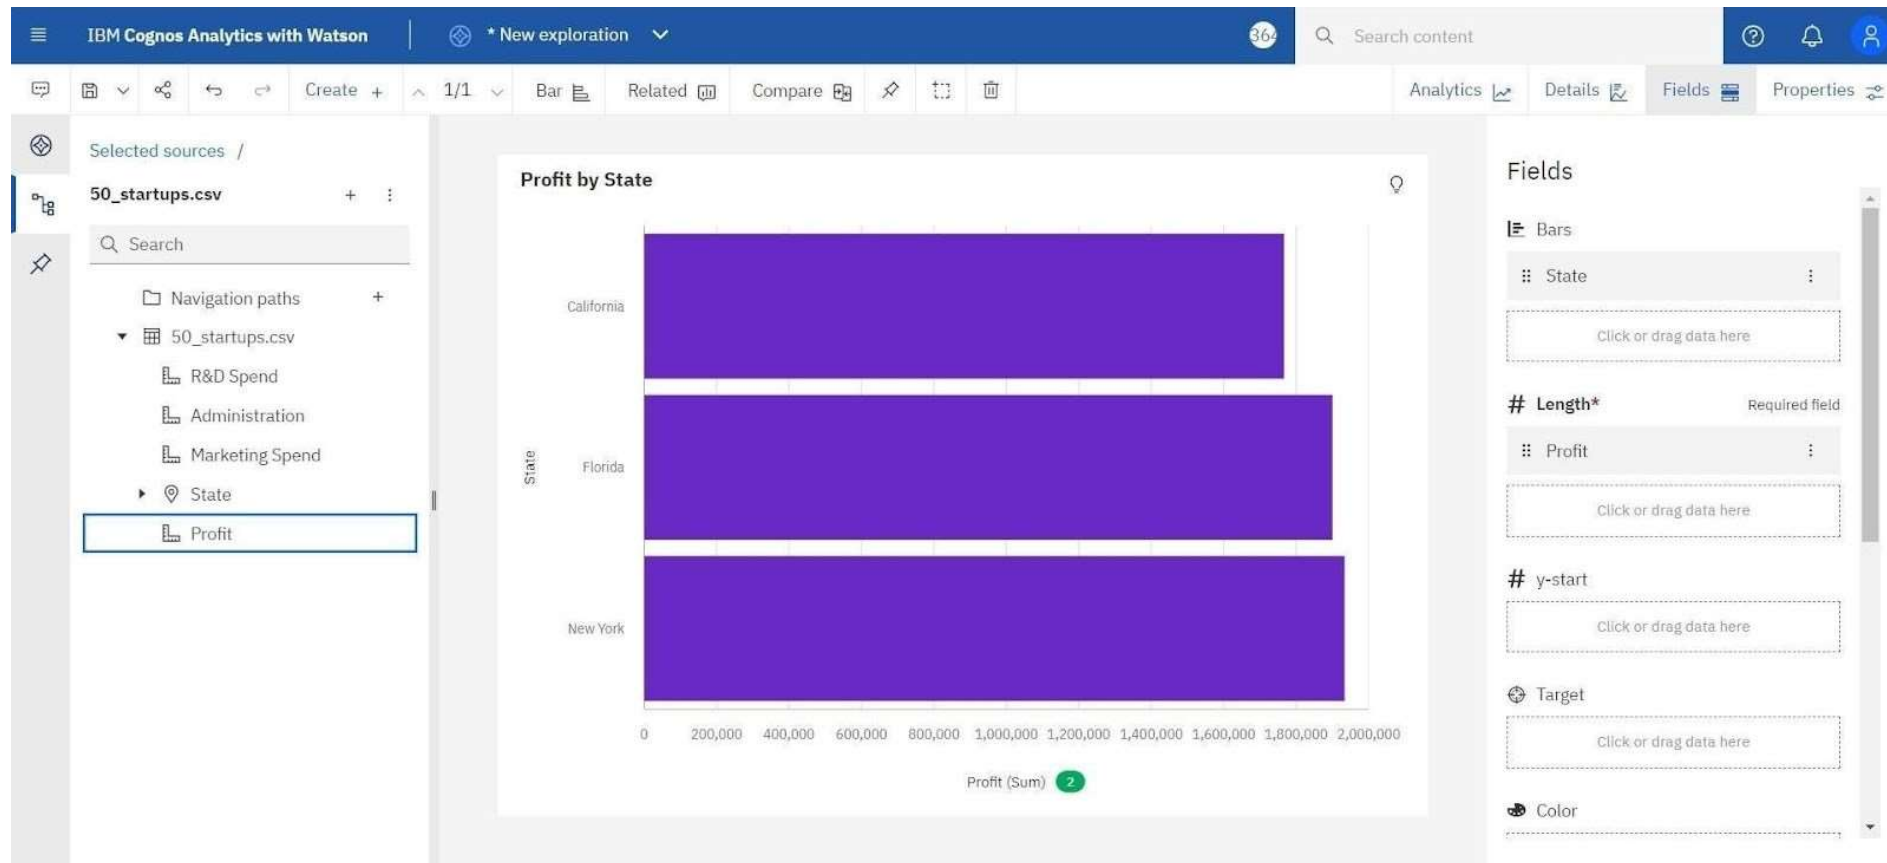 IBM Cognos Analytics with Watson
* New exploration
364
Search content
Create +
1/1
Bar
Related
Compare
Analytics
Details
Fields
Properties
Selected sources /
50_startups.csv
Search
Navigation paths
50_startups.csv
R&D Spend
Administration
Marketing Spend
State
Profit
Profit by State
State
California
Florida
New York
0 200,000 400,000 600,000 800,000 1,000,000 1,200,000 1,400,000 1,600,000 1,800,000 2,000,000
Profit (Sum) 2
Fields
Bars
State
Click or drag data here
# Length* Required field
Profit
Click or drag data here
# y-start
Click or drag data here
Target
Click or drag data here
Color